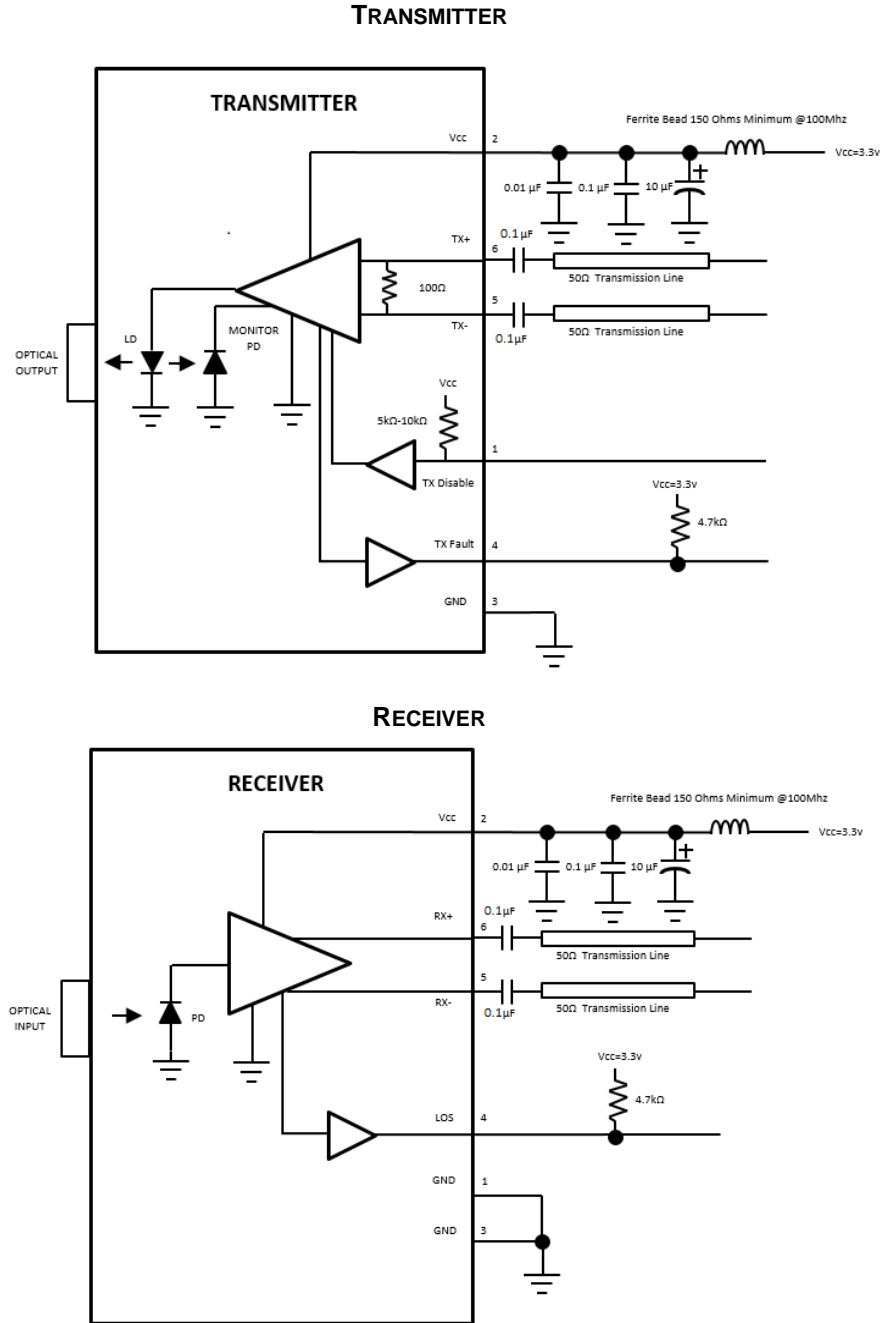 TRANSMITTER
TRANSMITTER
Ferrite Bead 150 Ohms Minimum @100Mhz
Vcc
2
Vcc=3.3v
0.01 µF
0.1 µF
10 µF
+
TX+
6
0.1µF
50Ω Transmission Line
100Ω
5
TX-
0.1µF
50Ω Transmission Line
LD
MONITOR
PD
OPTICAL
OUTPUT
Vcc
5kΩ-10kΩ
1
TX Disable
Vcc=3.3v
4.7kΩ
TX Fault
4
GND
3
RECEIVER
RECEIVER
Ferrite Bead 150 Ohms Minimum @100Mhz
Vcc
2
Vcc=3.3v
0.01 µF
0.1 µF
10 µF
+
RX+
0.1µF
6
50Ω Transmission Line
5
RX-
0.1µF
50Ω Transmission Line
OPTICAL
INPUT
PD
Vcc=3.3v
4.7kΩ
LOS
4
GND
1
GND
3